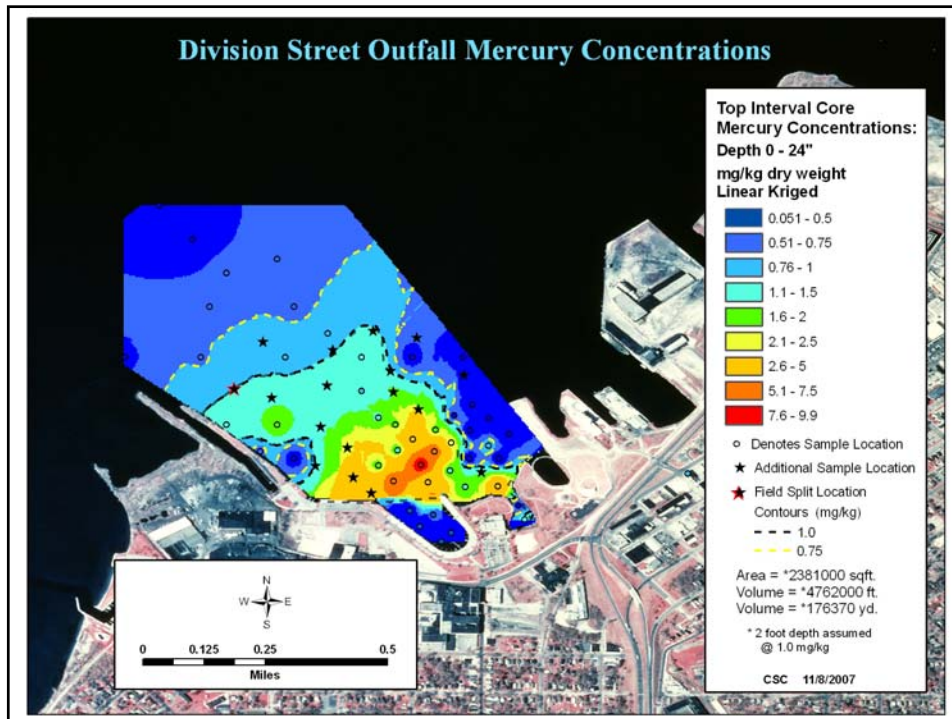 Division Street Outfall Mercury Concentrations
Top Interval Core
Mercury Concentrations:
Depth 0 - 24"
mg/kg dry weight
Linear Kriged
0.051 - 0.5
0.51 - 0.75
0.76 - 1
1.1 - 1.5
1.6 - 2
2.1 - 2.5
2.6 - 5
5.1 - 7.5
7.6 - 9.9
Denotes Sample Location
Additional Sample Location
Field Split Location
Contours (mg/kg)
1.0
0.75
Area = *2381000 sqft.
Volume = *4762000 ft.
Volume = *176370 yd.
* 2 foot depth assumed
@ 1.0 mg/kg
CSC 11/8/2007
N
W E
S
0 0.125 0.25 0.5
Miles